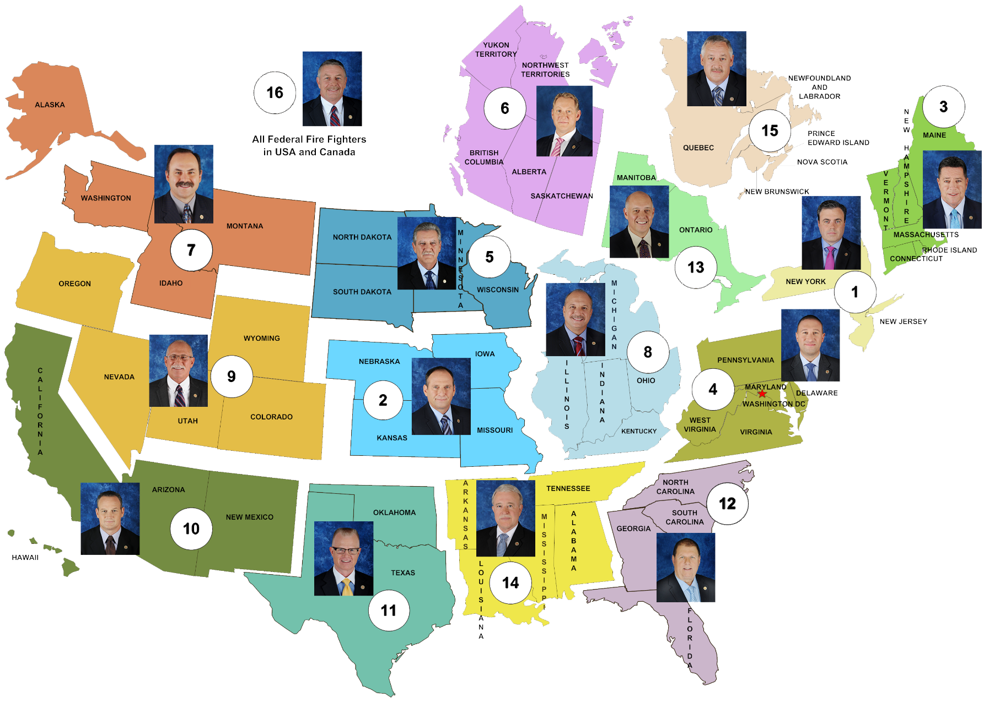 YUKON
TERRITORY
NORTHWEST
TERRITORIES
ALASKA
16
All Federal Fire Fighters
in USA and Canada
6
BRITISH
COLUMBIA
ALBERTA
SASKATCHEWAN
NEWFOUNDLAND
AND
LABRADOR
15
QUEBEC
PRINCE
EDWARD ISLAND
NOVA SCOTIA
NEW BRUNSWICK
3
MAINE
NEW HAMPSHIRE
VERMONT
MASSACHUSETTS
RHODE ISLAND
CONNECTICUT
WASHINGTON
MONTANA
7
IDAHO
OREGON
NORTH DAKOTA
SOUTH DAKOTA
MINNESOTA
5
WISCONSIN
MANITOBA
ONTARIO
13
NEW YORK
1
NEW JERSEY
CALIFORNIA
NEVADA
WYOMING
9
UTAH
COLORADO
NEBRASKA
IOWA
2
KANSAS
MISSOURI
MICHIGAN
8
ILLINOIS
INDIANA
OHIO
KENTUCKY
PENNSYLVANIA
4
MARYLAND
DELAWARE
WASHINGTON DC
WEST
VIRGINIA
VIRGINIA
ARIZONA
10
NEW MEXICO
HAWAII
OKLAHOMA
TEXAS
11
ARKANSAS
TENNESSEE
MISSISSIPPI
ALABAMA
LOUISIANA
14
NORTH
CAROLINA
12
SOUTH
CAROLINA
GEORGIA
FLORIDA